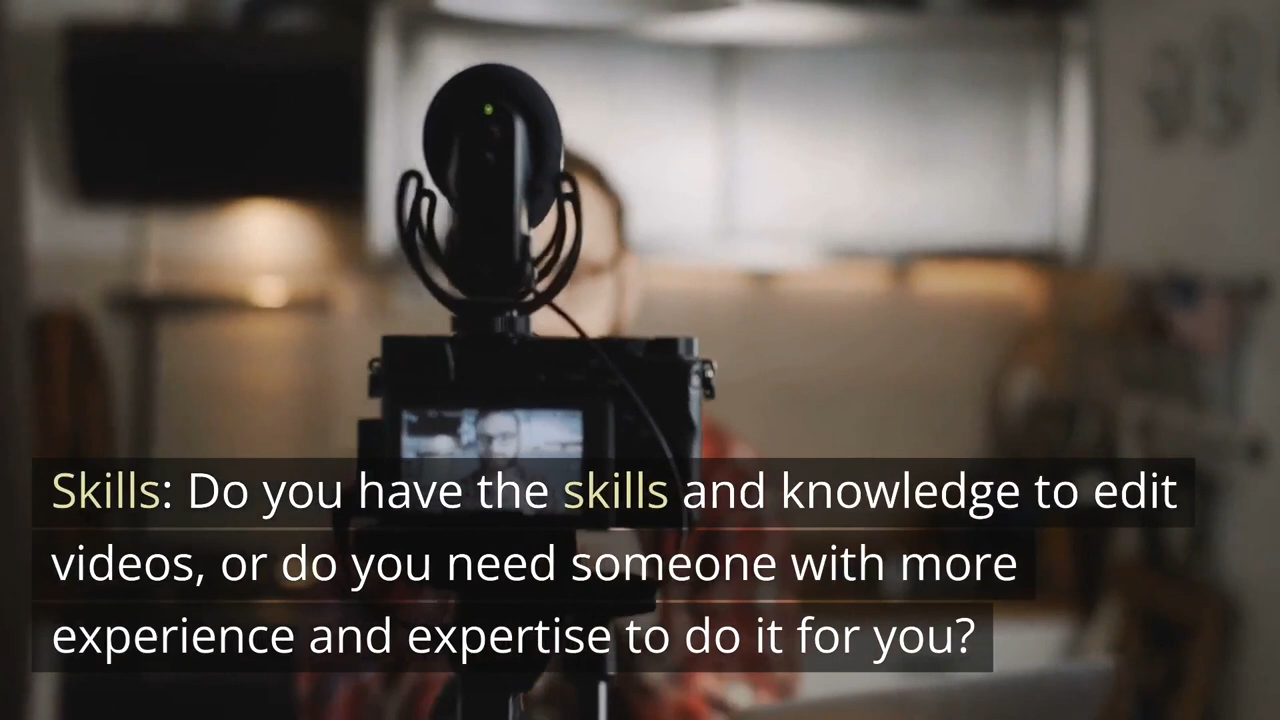 Skills: Do you have the skills and knowledge to edit
videos, or do you need someone with more
experience and expertise to do it for you?